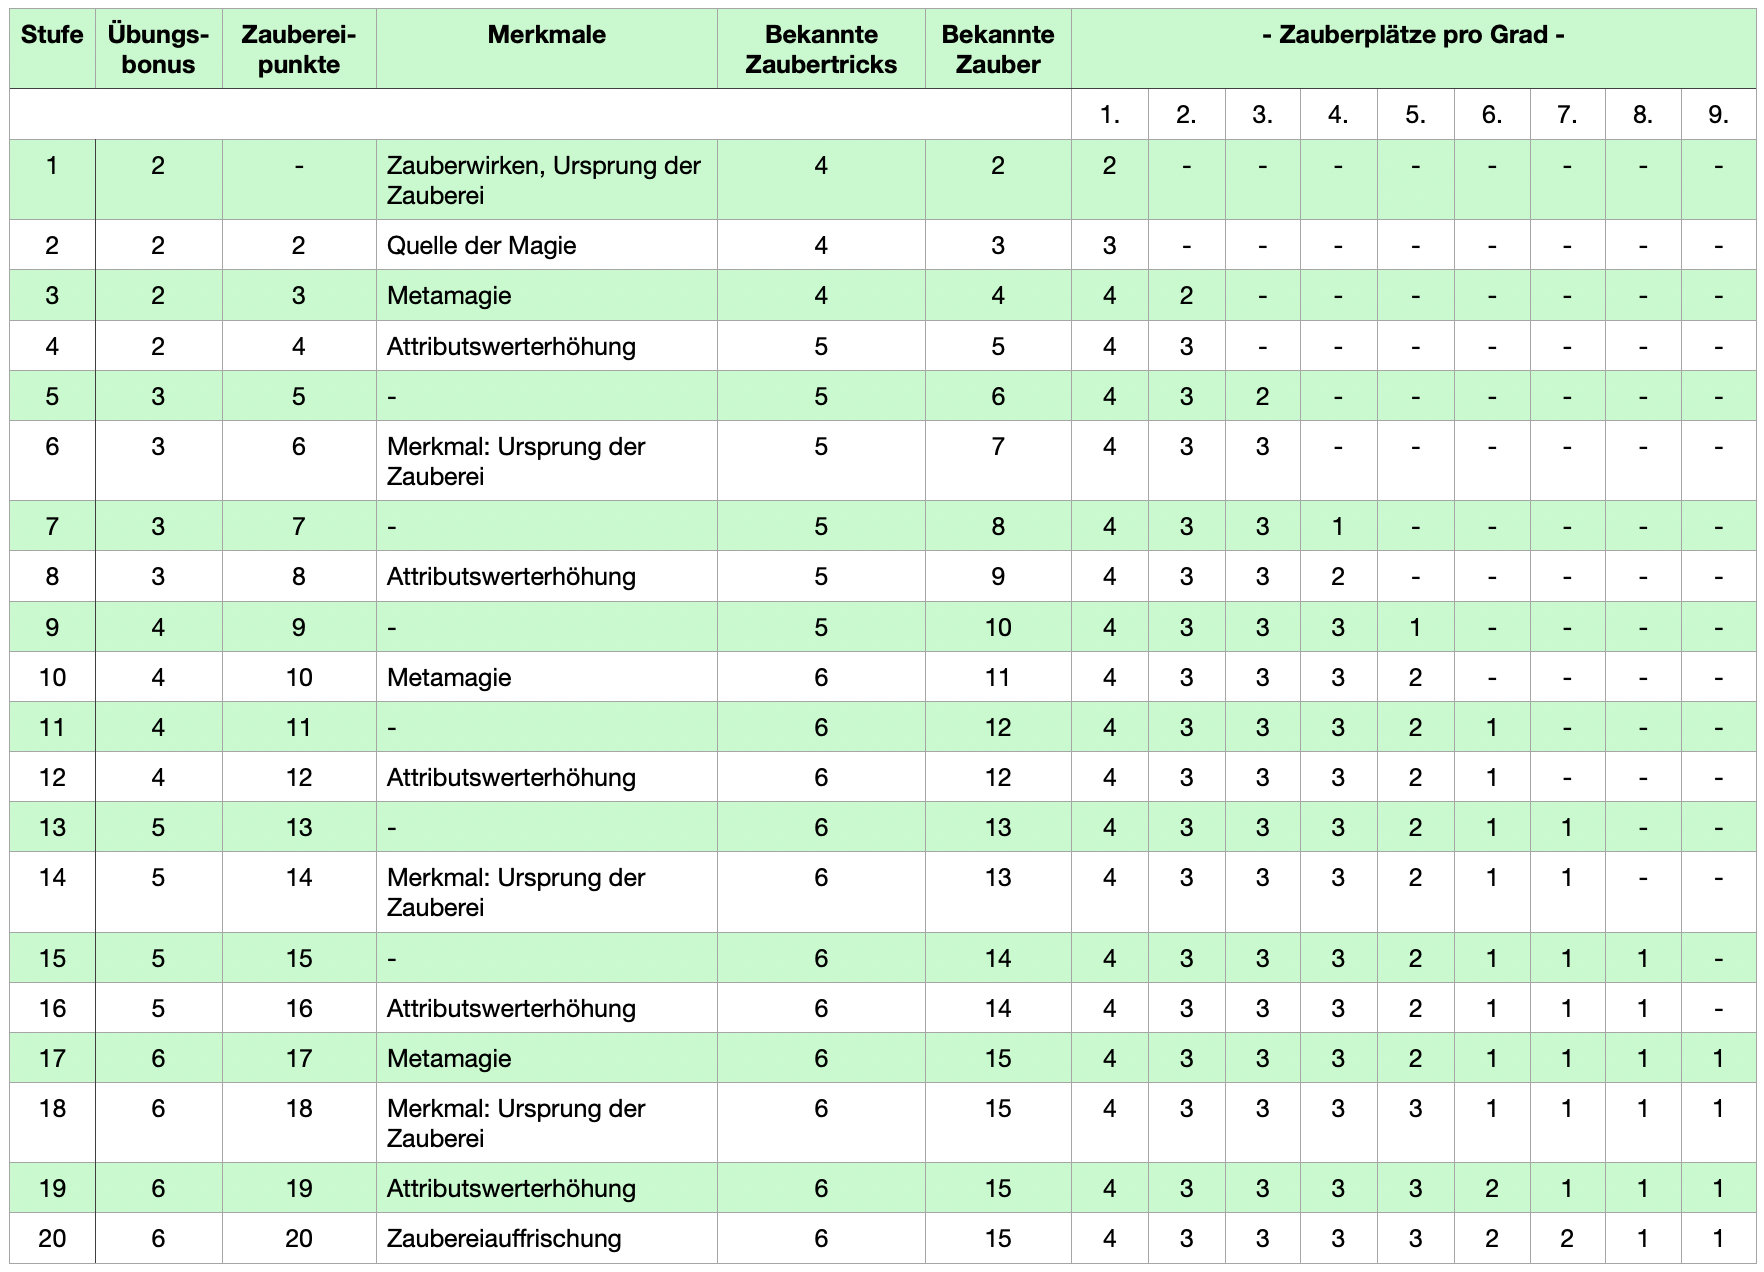 Stufe Übungs- Zauberei- Merkmale Bekannte Bekannte - Zauberplätze pro Grad -
bonus punkte Zaubertricks Zauber
1. 2. 3. 4. 5. 6. 7. 8. 9.
1 2 - Zauberwirken, Ursprung der 4 2 2 - - - - - - - -
Zauberei
2 2 2 Quelle der Magie 4 3 3 - - - - - - - -
3 2 3 Metamagie 4 4 4 2 - - - - - - -
4 2 4 Attributswerterhöhung 5 5 4 3 - - - - - - -
5 3 5 - 5 6 4 3 2 - - - - - -
6 3 6 Merkmal: Ursprung der 5 7 4 3 3 - - - - - -
Zauberei
7 3 7 - 5 8 4 3 3 1 - - - - -
8 3 8 Attributswerterhöhung 5 9 4 3 3 2 - - - - -
9 4 9 - 5 10 4 3 3 3 1 - - - -
10 4 10 Metamagie 6 11 4 3 3 3 2 - - - -
11 4 11 - 6 12 4 3 3 3 2 1 - - -
12 4 12 Attributswerterhöhung 6 12 4 3 3 3 2 1 - - -
13 5 13 - 6 13 4 3 3 3 2 1 1 - -
14 5 14 Merkmal: Ursprung der 6 13 4 3 3 3 2 1 1 - -
Zauberei
15 5 15 - 6 14 4 3 3 3 2 1 1 1 -
16 5 16 Attributswerterhöhung 6 14 4 3 3 3 2 1 1 1 -
17 6 17 Metamagie 6 15 4 3 3 3 2 1 1 1 1
18 6 18 Merkmal: Ursprung der 6 15 4 3 3 3 3 1 1 1 1
Zauberei
19 6 19 Attributswerterhöhung 6 15 4 3 3 3 3 2 1 1 1
20 6 20 Zaubereiauffrischung 6 15 4 3 3 3 3 2 2 1 1